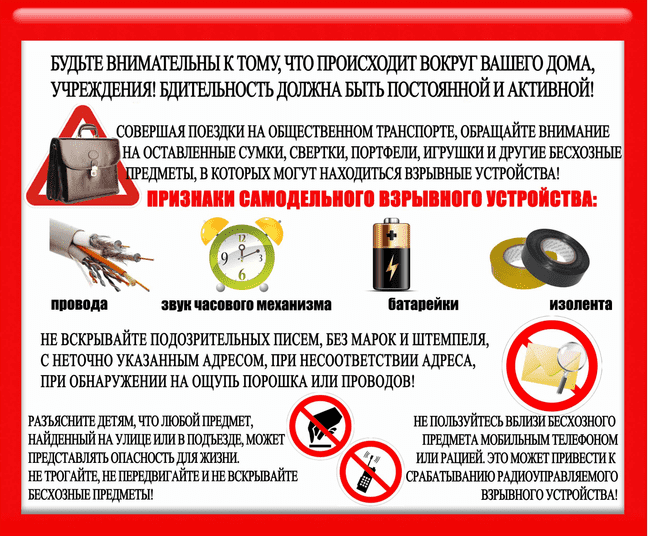 БУДЬТЕ ВНИМАТЕЛЬНЫ К ТОМУ, ЧТО ПРОИСХОДИТ ВОКРУГ ВАШЕГО ДОМА,
УЧРЕЖДЕНИЯ! БДИТЕЛЬНОСТЬ ДОЛЖНА БЫТЬ ПОСТОЯННОЙ И АКТИВНОЙ!
СОВЕРШАЯ ПОЕЗДКИ НА ОБЩЕСТВЕННОМ ТРАНСПОРТЕ, ОБРАЩАЙТЕ ВНИМАНИЕ
НА ОСТАВЛЕННЫЕ СУМКИ, СВЕРТКИ, ПОРТФЕЛИ, ИГРУШКИ И ДРУГИЕ БЕСХОЗНЫЕ
ПРЕДМЕТЫ, В КОТОРЫХ МОГУТ НАХОДИТЬСЯ ВЗРЫВНЫЕ УСТРОЙСТВА!
ПРИЗНАКИ САМОДЕЛЬНОГО ВЗРЫВНОГО УСТРОЙСТВА:
провода
звук часового механизма
батарейки
изолента
НЕ ВСКРЫВАЙТЕ ПОДОЗРИТЕЛЬНЫХ ПИСЕМ, БЕЗ МАРОК И ШТЕМПЕЛЯ,
С НЕТОЧНО УКАЗАННЫМ АДРЕСОМ, ПРИ НЕСООТВЕТСТВИИ АДРЕСА,
ПРИ ОБНАРУЖЕНИИ НА ОЩУПЬ ПОРОШКА ИЛИ ПРОВОДОВ!
РАЗЪЯСНИТЕ ДЕТЯМ, ЧТО ЛЮБОЙ ПРЕДМЕТ,
НАЙДЕННЫЙ НА УЛИЦЕ ИЛИ В ПОДЪЕЗДЕ, МОЖЕТ
ПРЕДСТАВЛЯТЬ ОПАСНОСТЬ ДЛЯ ЖИЗНИ.
НЕ ТРОГАЙТЕ, НЕ ПЕРЕДВИГАЙТЕ И НЕ ВСКРЫВАЙТЕ
БЕСХОЗНЫЕ ПРЕДМЕТЫ!
НЕ ПОЛЬЗУЙТЕСЬ ВБЛИЗИ БЕСХОЗНОГО
ПРЕДМЕТА МОБИЛЬНЫМ ТЕЛЕФОНОМ
ИЛИ РАЦИЕЙ. ЭТО МОЖЕТ ПРИВЕСТИ К
СРАБАТЫВАНИЮ РАДИОУПРАВЛЯЕМОГО
ВЗРЫВНОГО УСТРОЙСТВА!